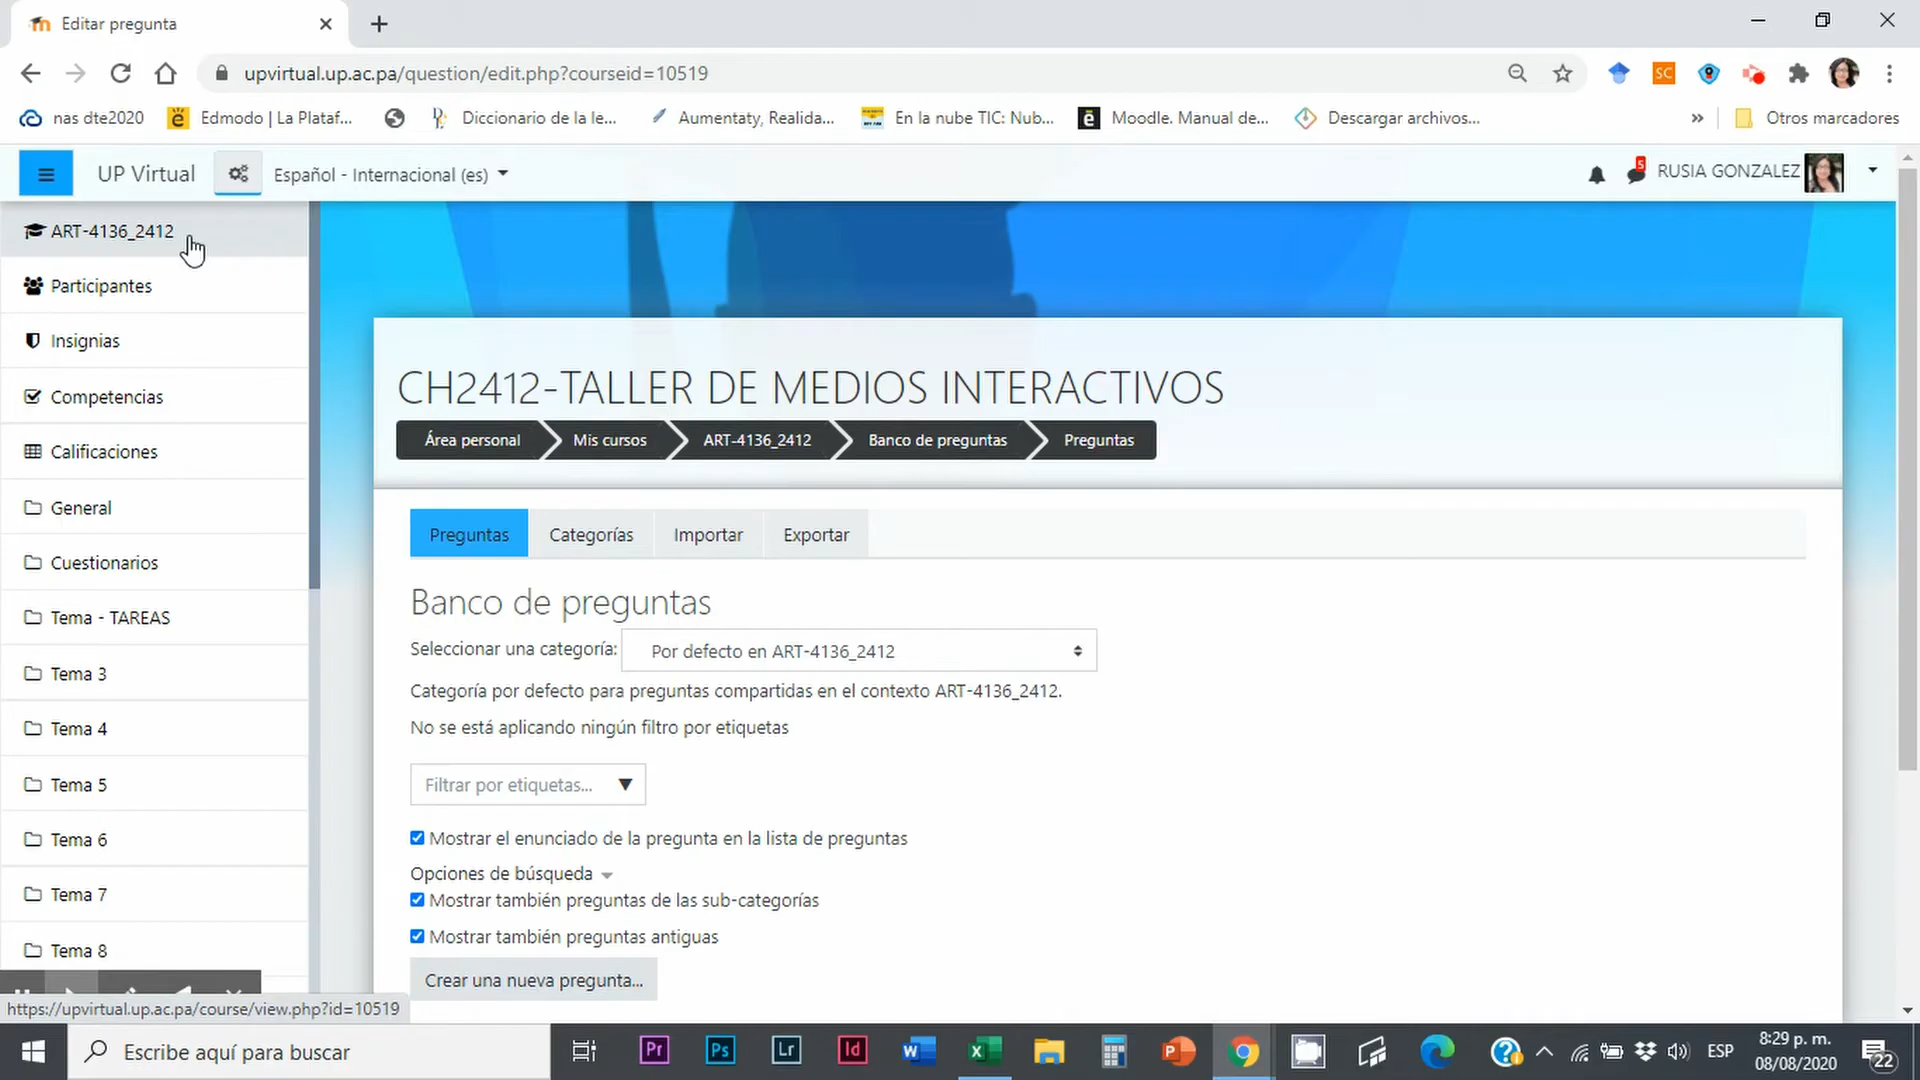 Editar pregunta
upvirtual.up.ac.pa/question/edit.php?courseid=10519
SC
nas dte2020
Edmodo | La Plataf...
Diccionario de la le...
Aumentaty, Realida...
En la nube TIC: Nub...
Moodle. Manual de...
Descargar archivos...
»
Otros marcadores
UP Virtual
Español - Internacional (es)
5
RUSIA GONZALEZ
ART-4136_2412
Participantes
Insignias
Competencias
Calificaciones
General
Cuestionarios
Tema - TAREAS
Tema 3
Tema 4
Tema 5
Tema 6
Tema 7
Tema 8
CH2412-TALLER DE MEDIOS INTERACTIVOS
Área personal
Mis cursos
ART-4136_2412
Banco de preguntas
Preguntas
Preguntas
Categorías
Importar
Exportar
Banco de preguntas
Seleccionar una categoría:
Por defecto en ART-4136_2412
Categoría por defecto para preguntas compartidas en el contexto ART-4136_2412.
No se está aplicando ningún filtro por etiquetas
Filtrar por etiquetas...
Mostrar el enunciado de la pregunta en la lista de preguntas
Opciones de búsqueda
Mostrar también preguntas de las sub-categorías
Mostrar también preguntas antiguas
Crear una nueva pregunta...
https://upvirtual.up.ac.pa/course/view.php?id=10519
Escribe aquí para buscar
Pr
Ps
Lr
Id
W
X
P
ESP
8:29 p. m.
08/08/2020
22